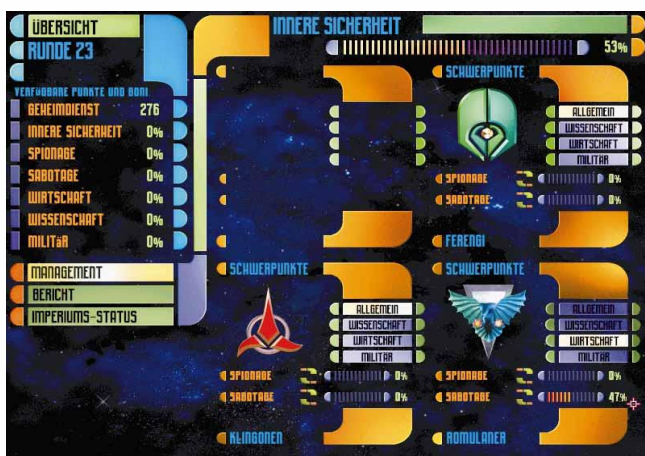 ÜBERSICHT
RUNDE 23
VERFÜGBARE PUNKTE UND BONI
GEHEIMDIENST 276
INNERE SICHERHEIT 0%
SPIONAGE 0%
SABOTAGE 0%
WIRTSCHAFT 0%
WISSENSCHAFT 0%
MILITäR 0%
MANAGEMENT
BERICHT
IMPERIUMS-STATUS
INNERE SICHERHEIT
53%
SCHWERPUNKTE
ALLGEMEIN
WISSENSCHAFT
WIRTSCHAFT
MILITÄR
SPIONAGE 0%
SABOTAGE 0%
FERENGI
SCHWERPUNKTE
ALLGEMEIN
WISSENSCHAFT
WIRTSCHAFT
MILITÄR
SPIONAGE 0%
SABOTAGE 0%
KLINGONEN
SCHWERPUNKTE
ALLGEMEIN
WISSENSCHAFT
WIRTSCHAFT
MILITÄR
SPIONAGE 0%
SABOTAGE 47%
ROMULANER